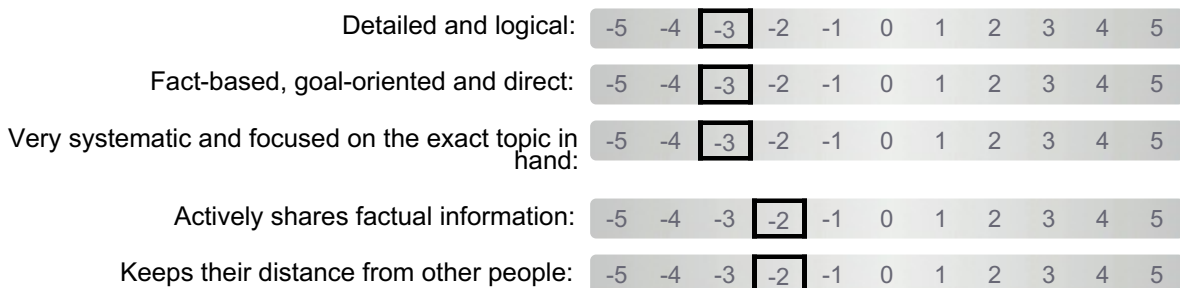 Detailed and logical: -5 -4 -3 -2 -1 0 1 2 3 4 5
Fact-based, goal-oriented and direct: -5 -4 -3 -2 -1 0 1 2 3 4 5
Very systematic and focused on the exact topic in
hand: -5 -4 -3 -2 -1 0 1 2 3 4 5
Actively shares factual information: -5 -4 -3 -2 -1 0 1 2 3 4 5
Keeps their distance from other people: -5 -4 -3 -2 -1 0 1 2 3 4 5